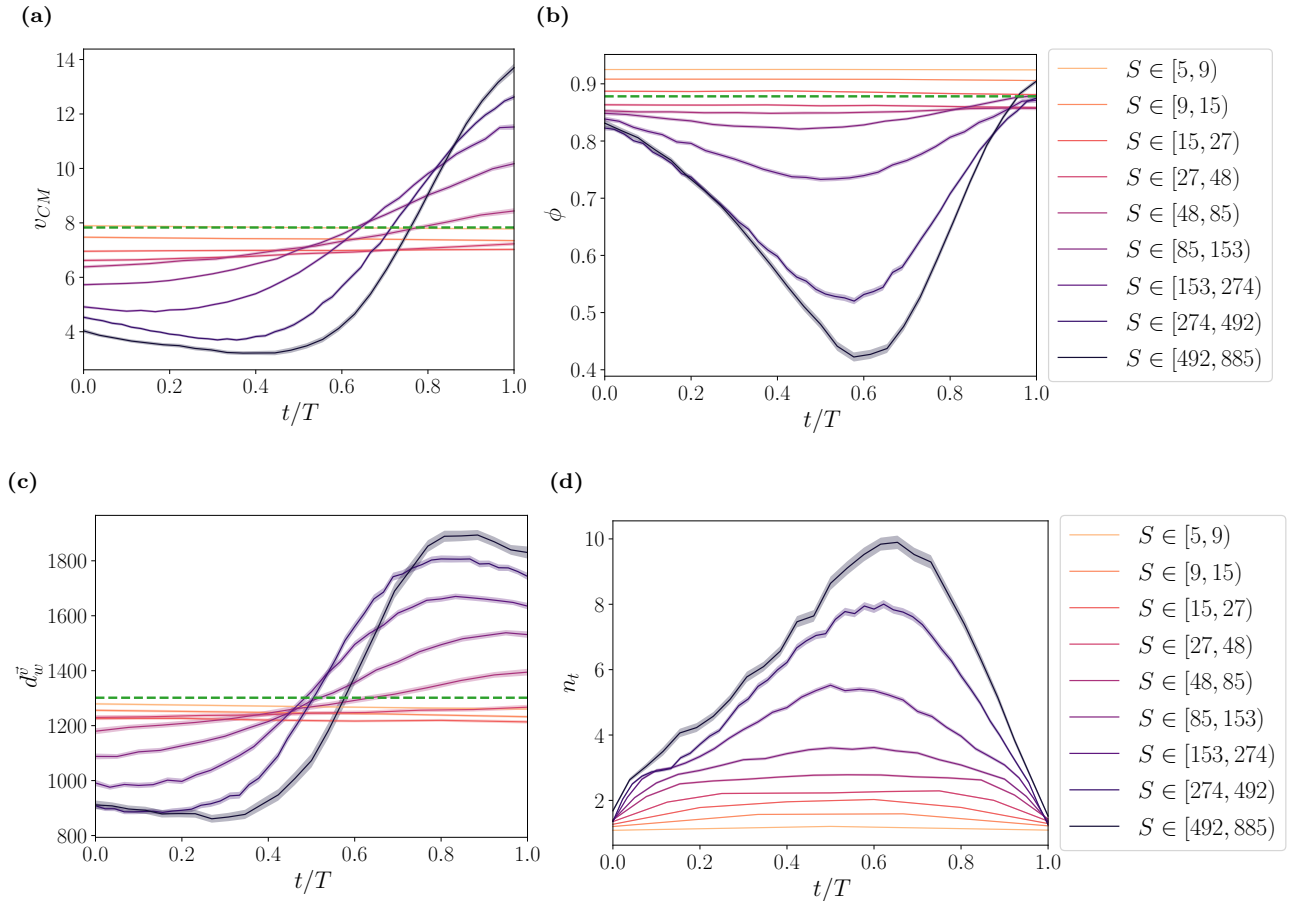 (a)
14
12
10
8
6
4
v_{CM}
0.0 0.2 0.4 0.6 0.8 1.0
t/T
(b)
0.9
0.8
0.7
0.6
0.5
0.4
ϕ
0.0 0.2 0.4 0.6 0.8 1.0
t/T
S ∈ [5, 9)
S ∈ [9, 15)
S ∈ [15, 27)
S ∈ [27, 48)
S ∈ [48, 85)
S ∈ [85, 153)
S ∈ [153, 274)
S ∈ [274, 492)
S ∈ [492, 885)
(c)
1800
1600
1400
1200
1000
800
d_w^{\vec{v}}
0.0 0.2 0.4 0.6 0.8 1.0
t/T
(d)
10
8
6
4
2
n_t
0.0 0.2 0.4 0.6 0.8 1.0
t/T
S ∈ [5, 9)
S ∈ [9, 15)
S ∈ [15, 27)
S ∈ [27, 48)
S ∈ [48, 85)
S ∈ [85, 153)
S ∈ [153, 274)
S ∈ [274, 492)
S ∈ [492, 885)